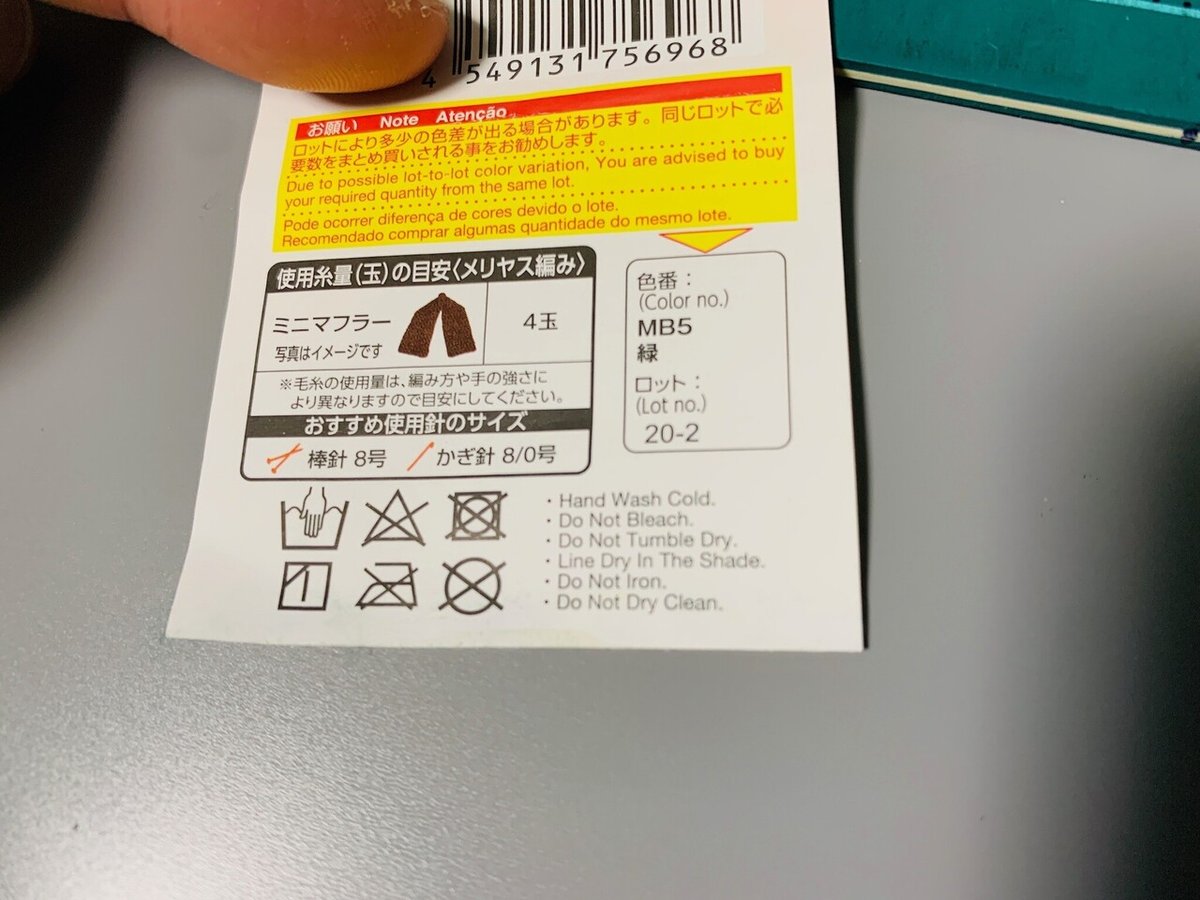 4 549131 756968
お願い Note Atenção
ロットにより多少の色差が出る場合があります。同じロットで必
要数をまとめ買いされる事をお勧めします。
Due to possible lot-to-lot color variation, You are advised to buy
your required quantity from the same lot.
Pode ocorrer diferença de cores devido o lote.
Recomendado comprar algumas quantidade do mesmo lote.
使用糸量(玉)の目安〈メリヤス編み〉
ミニマフラー
写真はイメージです
4玉
※毛糸の使用量は、編み方や手の強さに
より異なりますので目安にしてください。
おすすめ使用針のサイズ
棒針 8号 かぎ針 8/0号
色番：
(Color no.)
MB5
緑
ロット：
(Lot no.)
20-2
・Hand Wash Cold.
・Do Not Bleach.
・Do Not Tumble Dry.
・Line Dry In The Shade.
・Do Not Iron.
・Do Not Dry Clean.